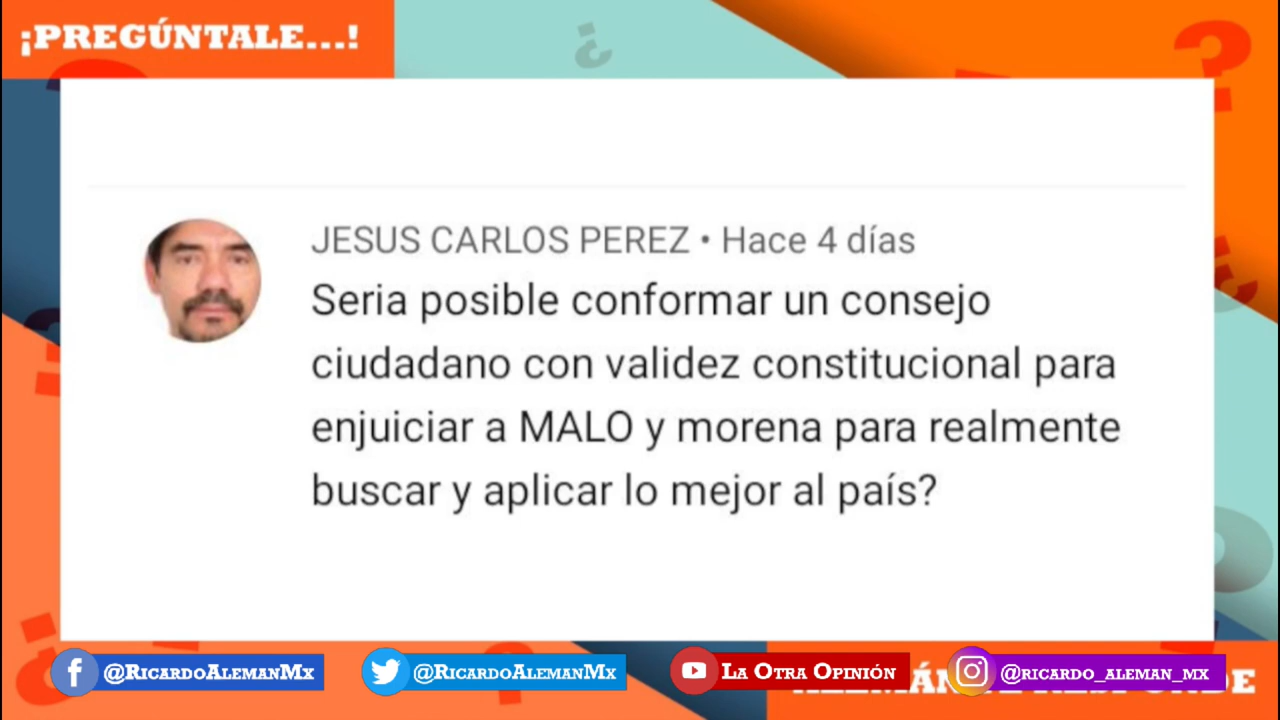 ¡PREGÚNTALE...!
JESUS CARLOS PEREZ • Hace 4 días
Seria posible conformar un consejo
ciudadano con validez constitucional para
enjuiciar a MALO y morena para realmente
buscar y aplicar lo mejor al país?
@RICARDOALEMANMX
@RICARDOALEMANMX
LA OTRA OPINIÓN
@RICARDO_ALEMAN_MX